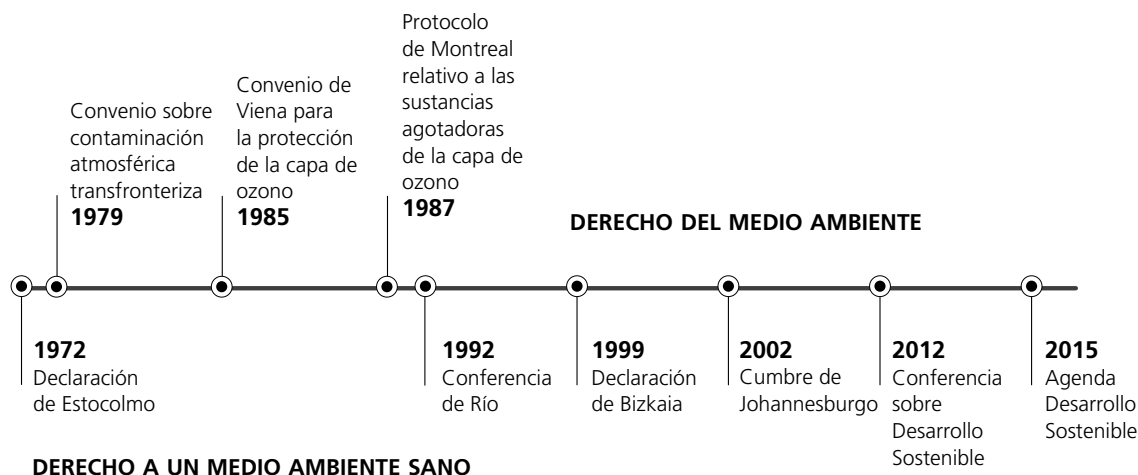 Protocolo
de Montreal
relativo a las
sustancias
agotadoras
de la capa de
ozono
1987
Convenio de
Viena para
la protección
de la capa de
ozono
1985
Convenio sobre
contaminación
atmosférica
transfronteriza
1979
DERECHO DEL MEDIO AMBIENTE
1972
Declaración
de Estocolmo
1992
Conferencia
de Río
1999
Declaración
de Bizkaia
2002
Cumbre de
Johannesburgo
2012
Conferencia
sobre
Desarrollo
Sostenible
2015
Agenda
Desarrollo
Sostenible
DERECHO A UN MEDIO AMBIENTE SANO